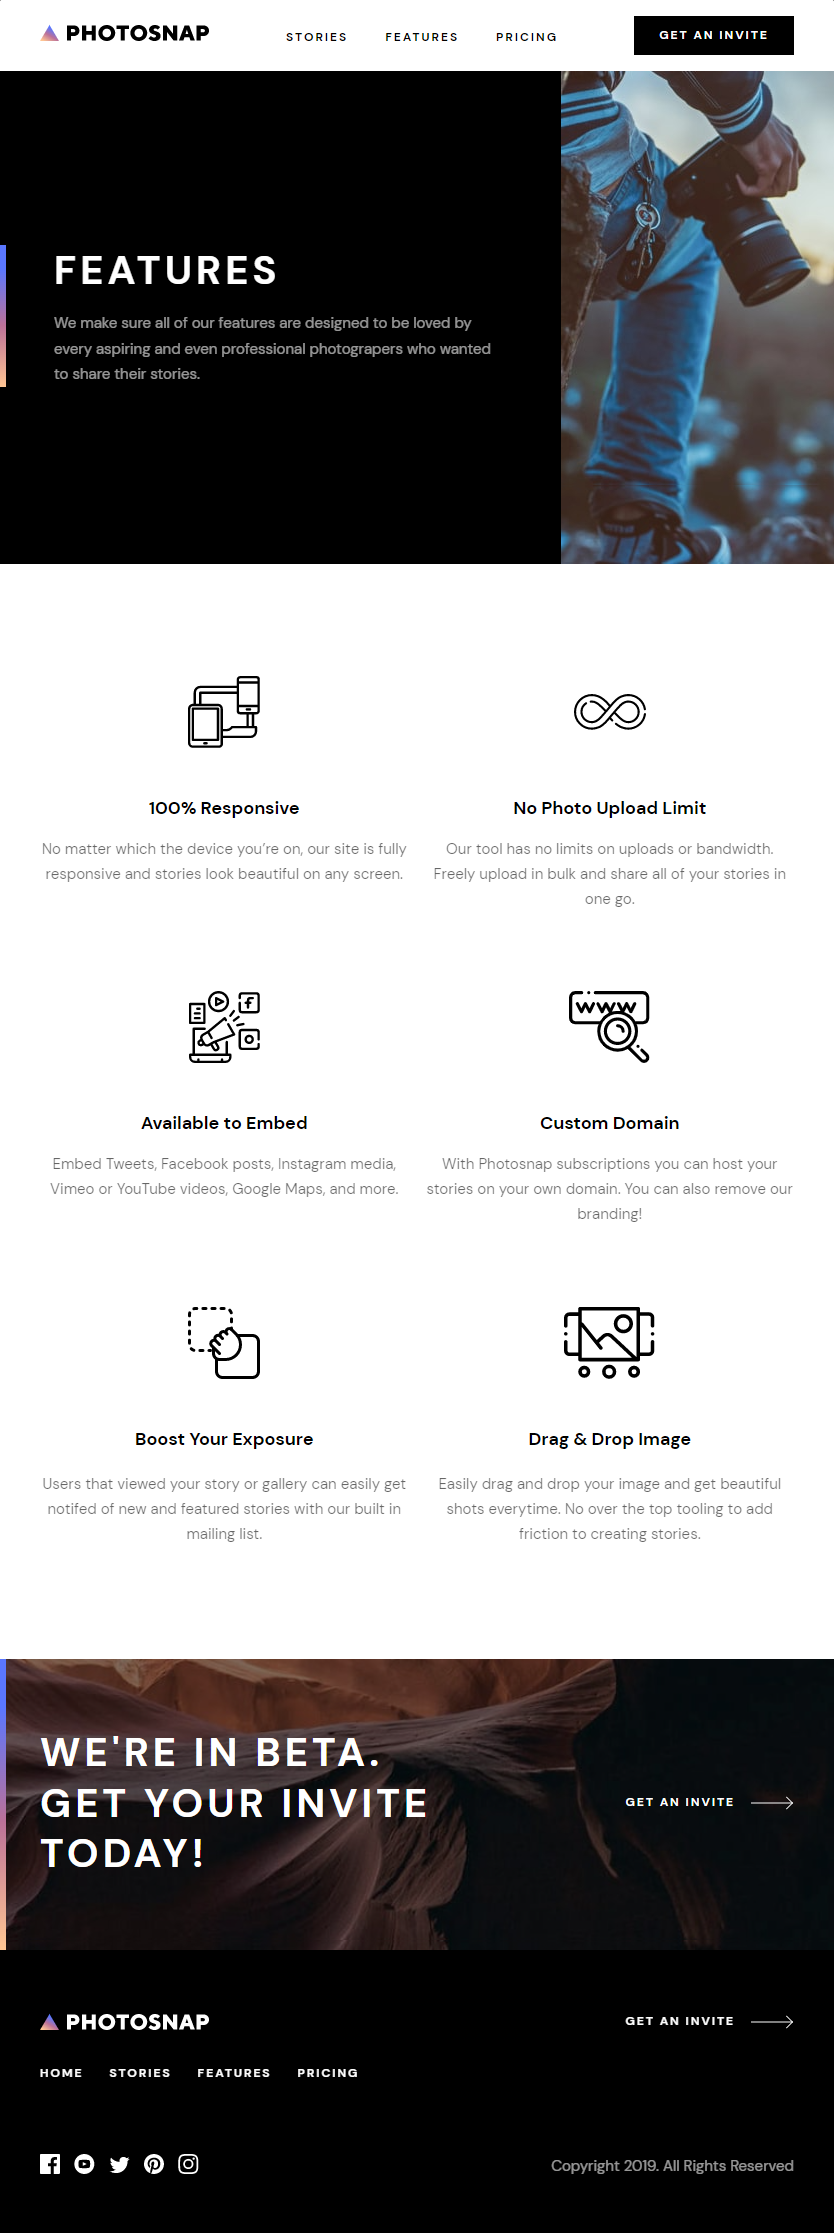 PHOTOSNAP
STORIES
FEATURES
PRICING
GET AN INVITE
FEATURES
We make sure all of our features are designed to be loved by
every aspiring and even professional photograpers who wanted
to share their stories.
100% Responsive
No matter which the device you’re on, our site is fully
responsive and stories look beautiful on any screen.
No Photo Upload Limit
Our tool has no limits on uploads or bandwidth.
Freely upload in bulk and share all of your stories in
one go.
Available to Embed
Embed Tweets, Facebook posts, Instagram media,
Vimeo or YouTube videos, Google Maps, and more.
WWW
Custom Domain
With Photosnap subscriptions you can host your
stories on your own domain. You can also remove our
branding!
Boost Your Exposure
Users that viewed your story or gallery can easily get
notifed of new and featured stories with our built in
mailing list.
Drag & Drop Image
Easily drag and drop your image and get beautiful
shots everytime. No over the top tooling to add
friction to creating stories.
WE'RE IN BETA.
GET YOUR INVITE
TODAY!
GET AN INVITE
PHOTOSNAP
GET AN INVITE
HOME
STORIES
FEATURES
PRICING
Copyright 2019. All Rights Reserved